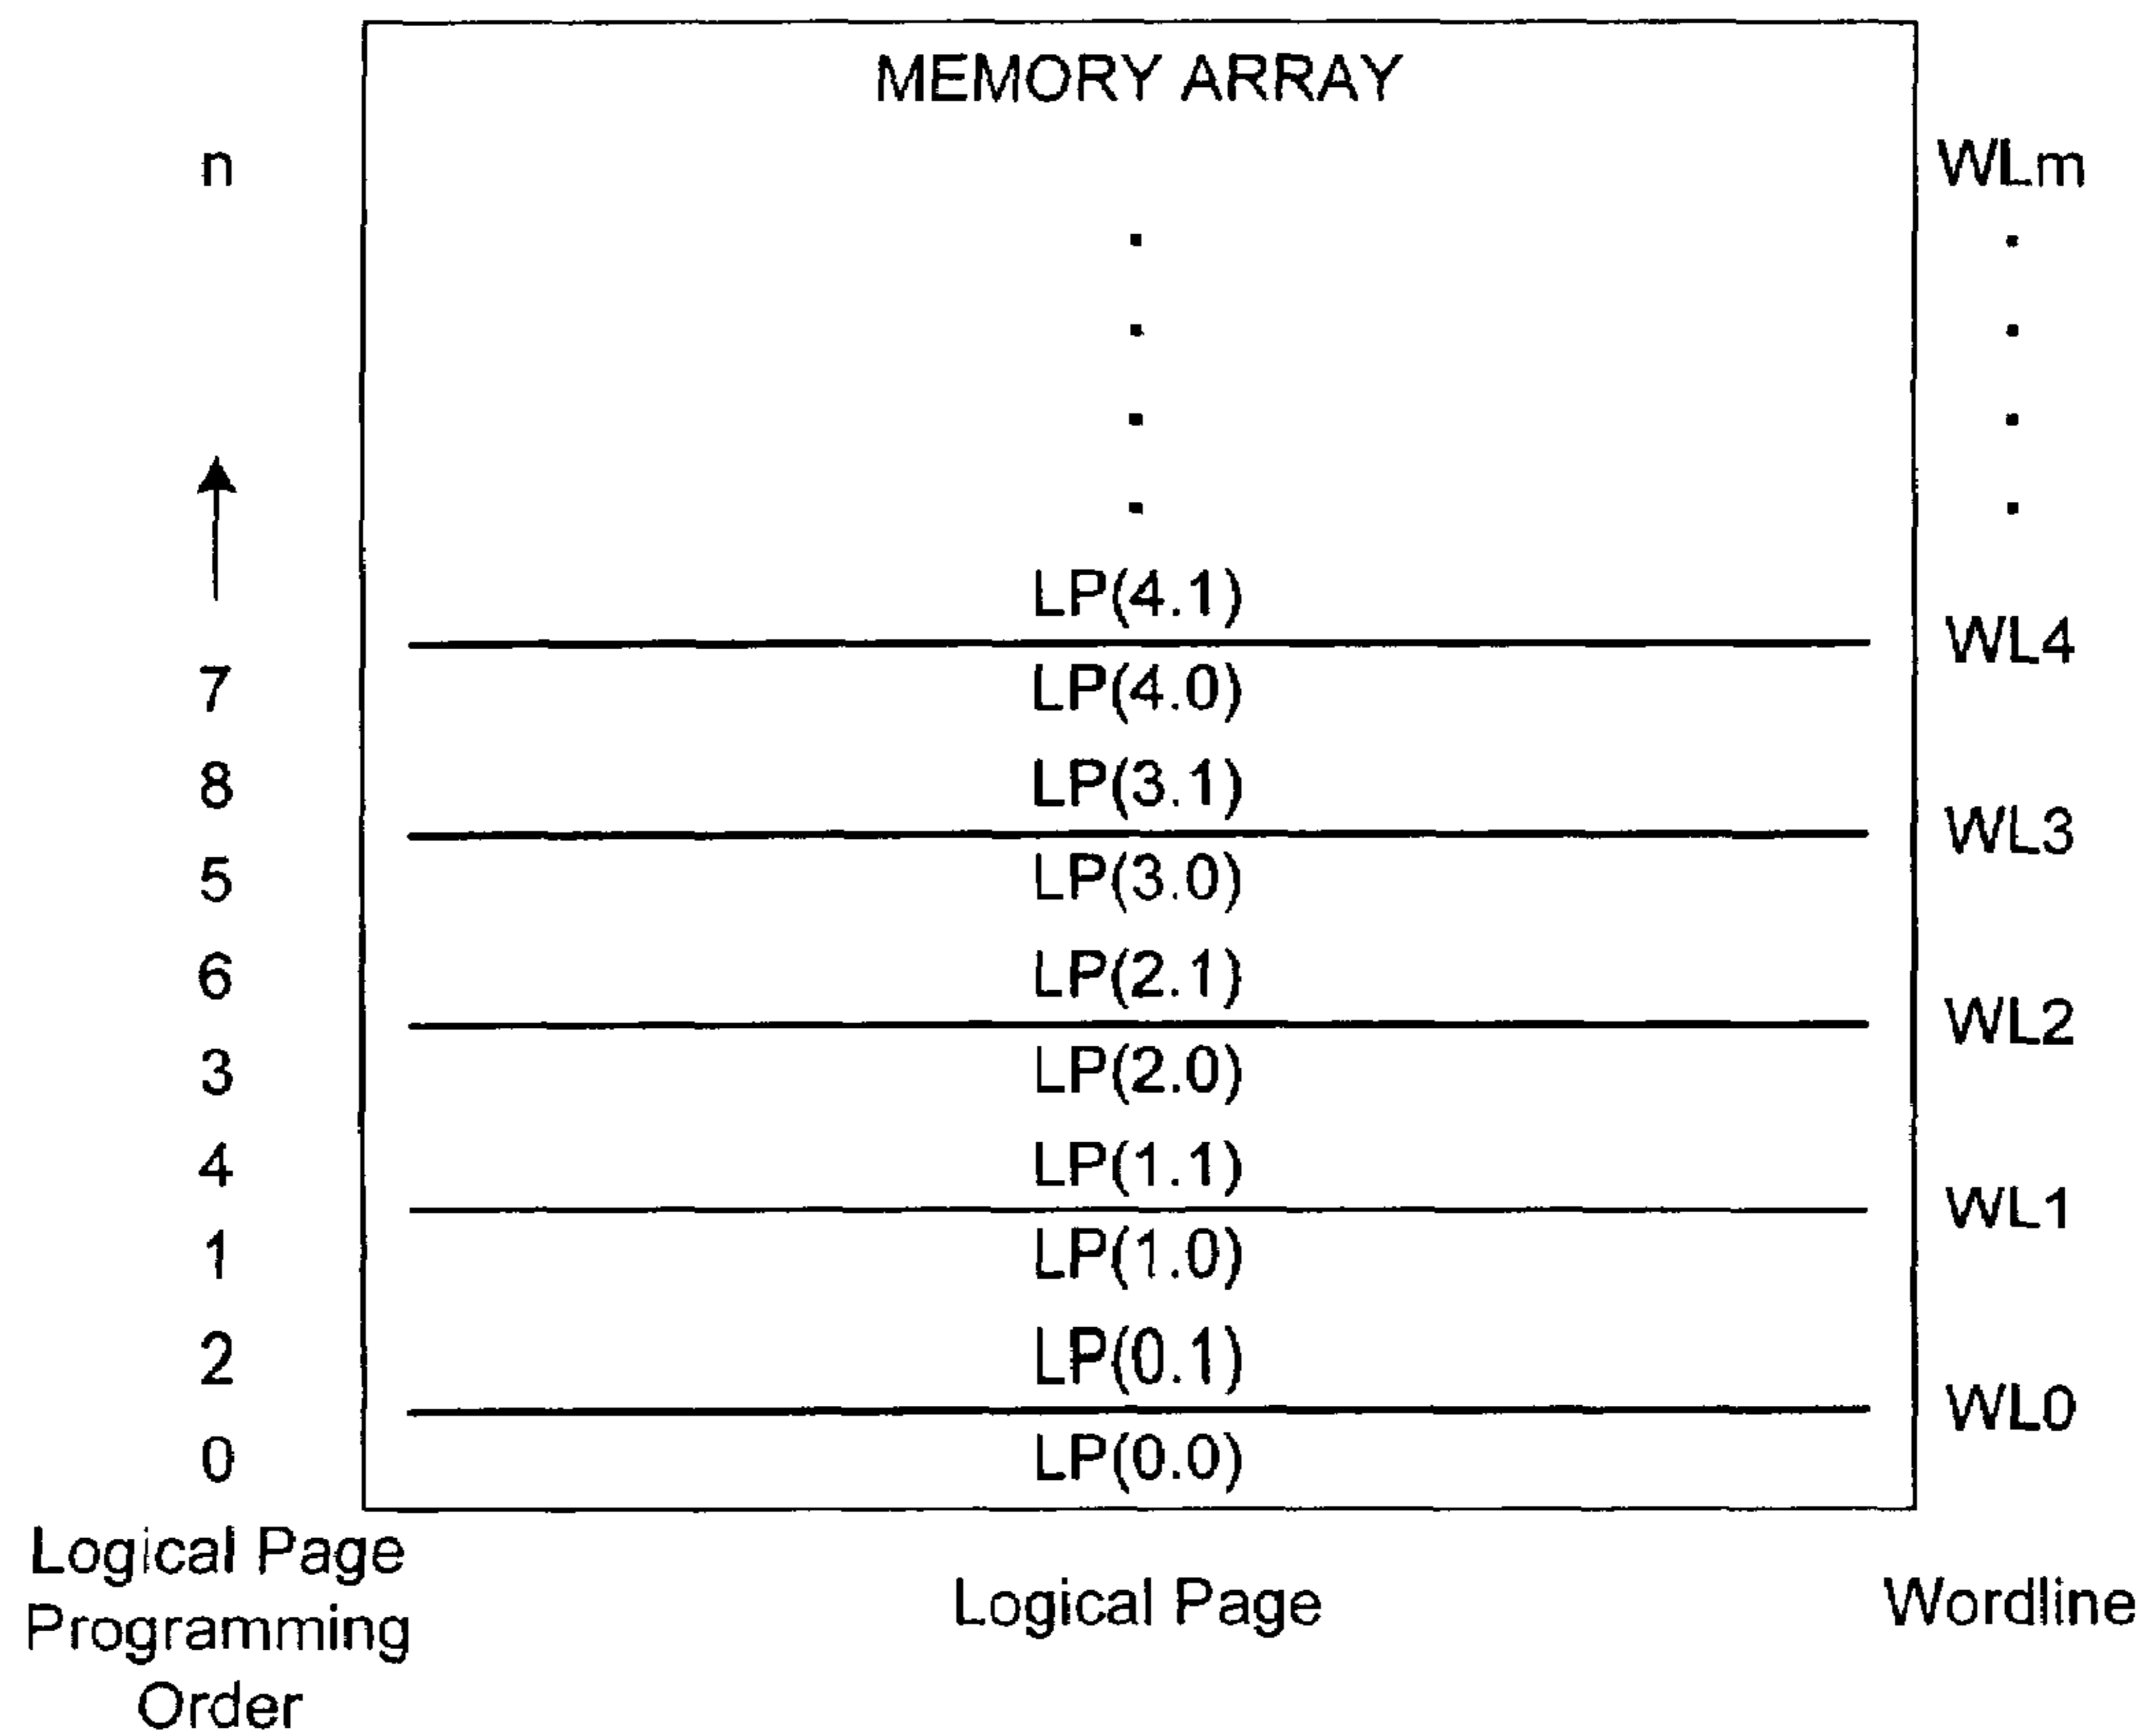 MEMORY ARRAY
n WLm
LP(4.1)
WL4
7 LP(4.0)
8 LP(3.1)
WL3
5 LP(3.0)
6 LP(2.1)
WL2
3 LP(2.0)
4 LP(1.1)
WL1
1 LP(1.0)
2 LP(0.1)
WL0
0 LP(0.0)
Logical Page
Programming
Order
Logical Page
Wordline